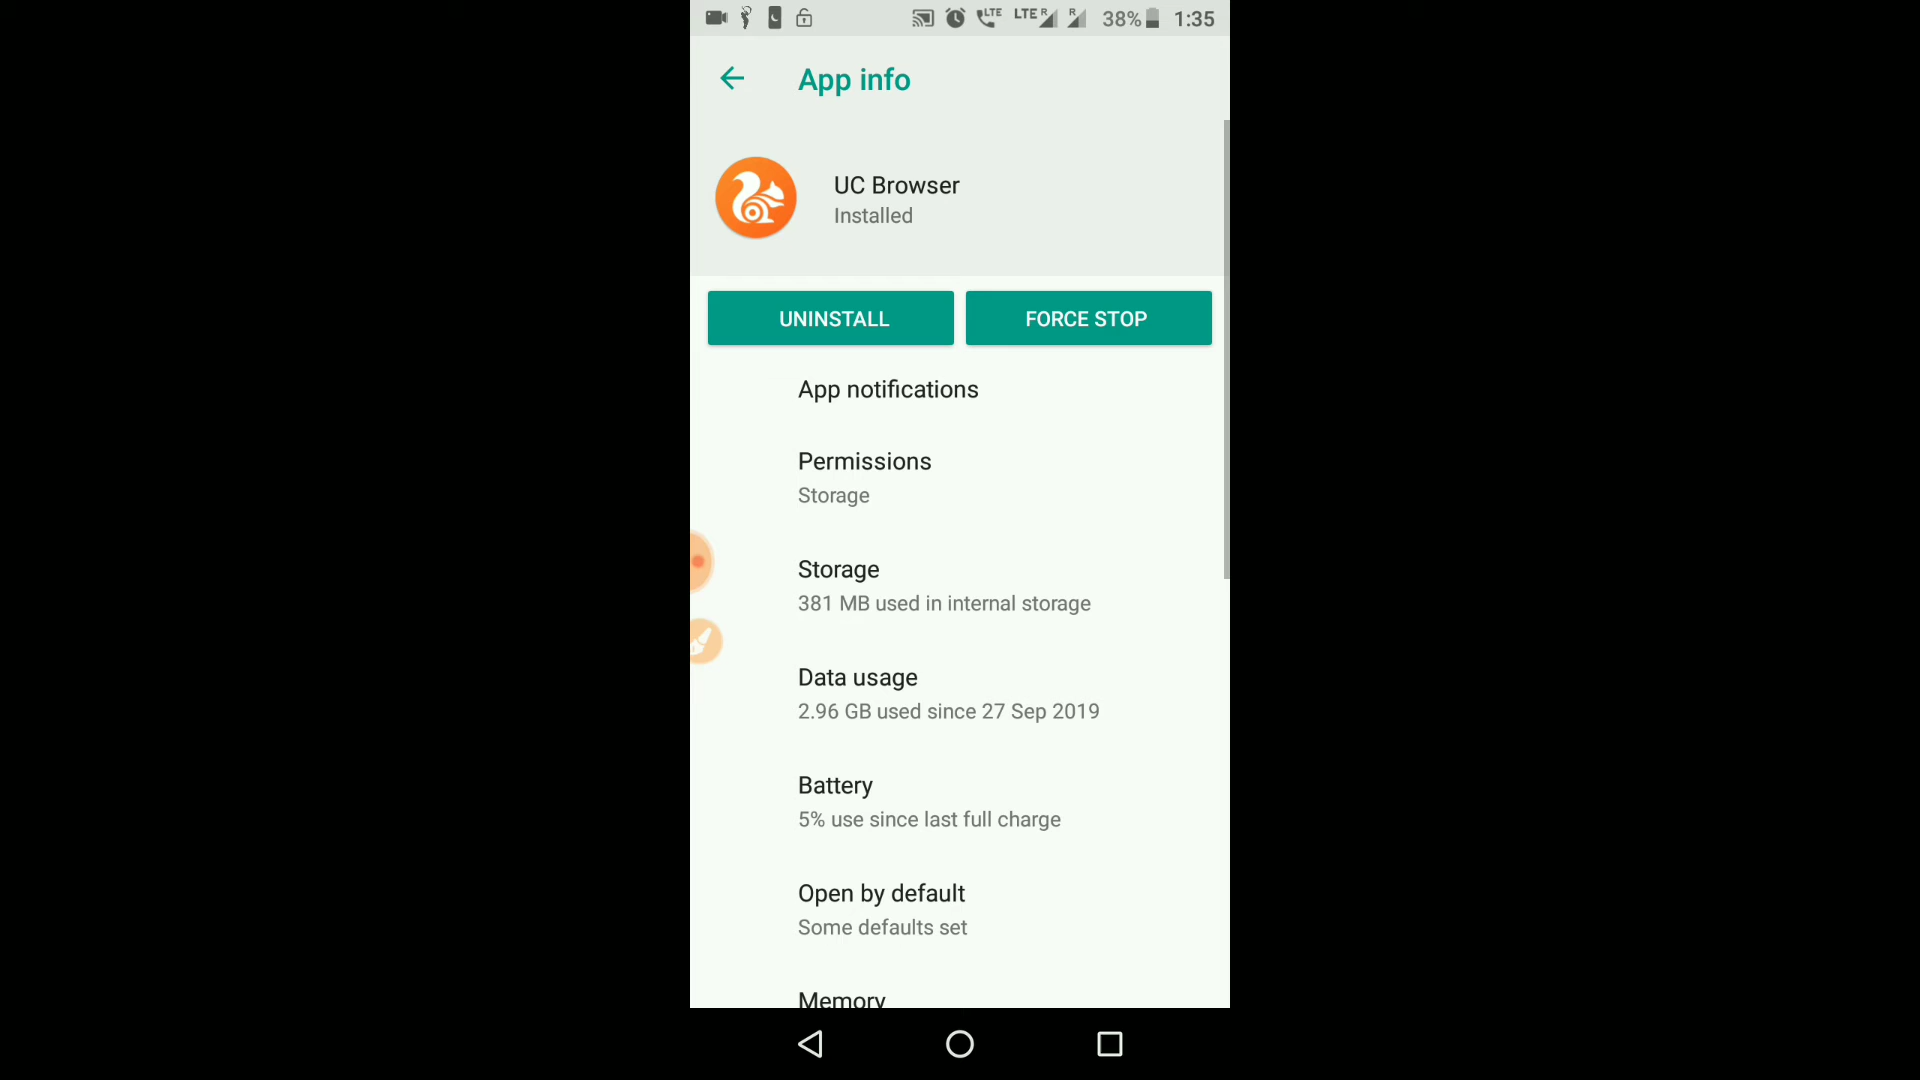 LTE LTE R R 38% 1:35
App info
UC Browser
Installed
UNINSTALL FORCE STOP
App notifications
Permissions
Storage
Storage
381 MB used in internal storage
Data usage
2.96 GB used since 27 Sep 2019
Battery
5% use since last full charge
Open by default
Some defaults set
Memory